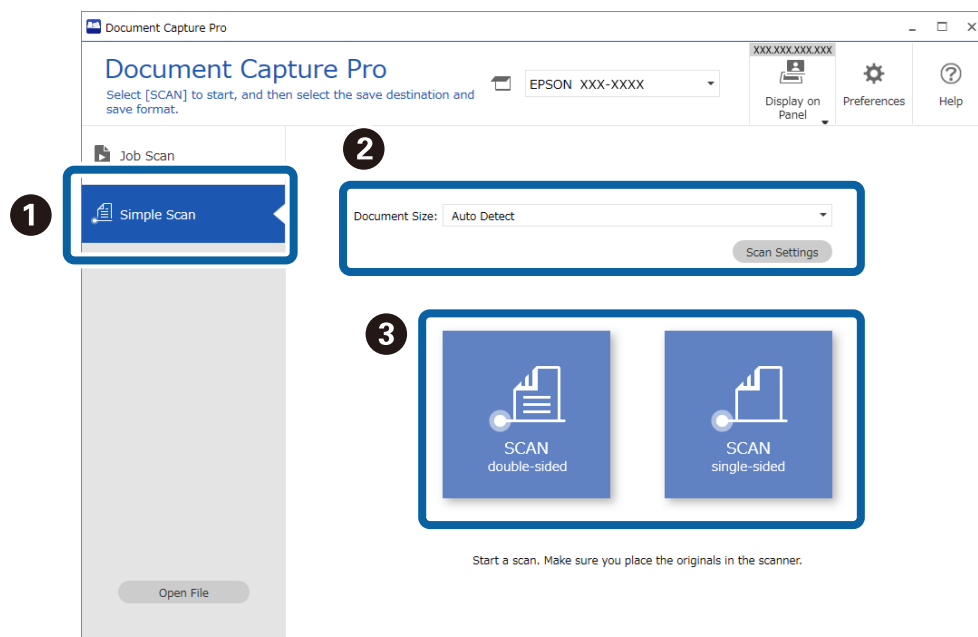 Document Capture Pro
Document Capture Pro
Select [SCAN] to start, and then select the save destination and
save format.
EPSON XXX-XXXX
XXX.XXX.XXX.XXX
Display on
Panel
Preferences
Help
Job Scan
1
Simple Scan
2
Document Size: Auto Detect
Scan Settings
3
SCAN
double-sided
SCAN
single-sided
Start a scan. Make sure you place the originals in the scanner.
Open File